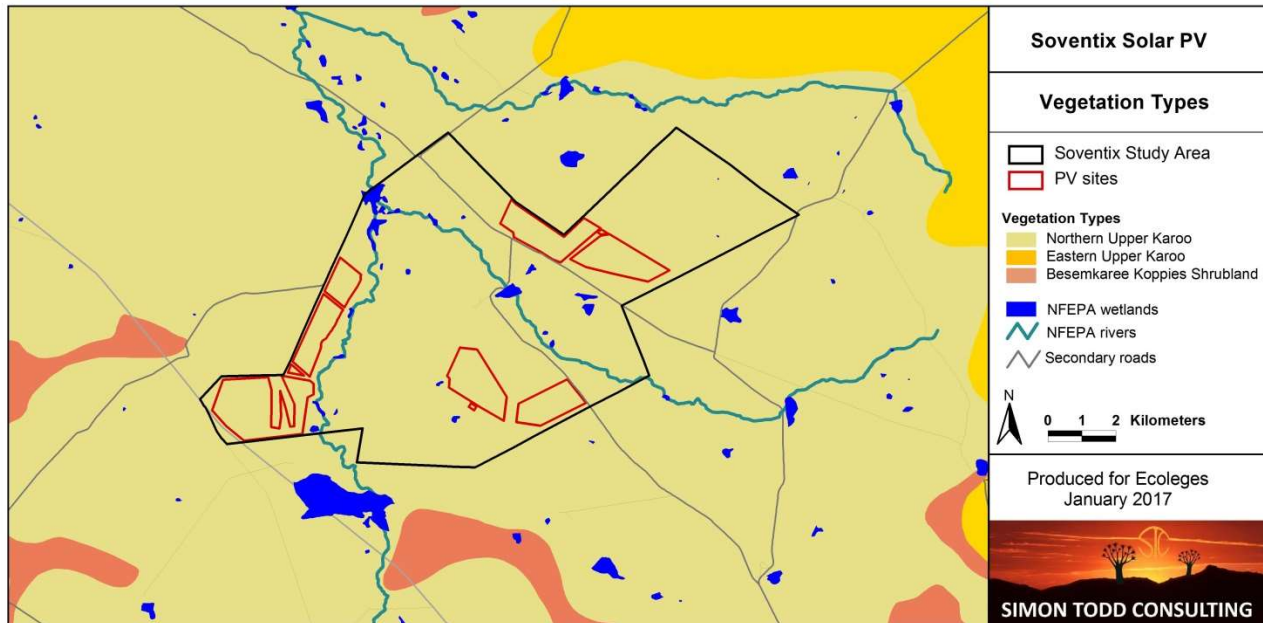 Soventix Solar PV
Vegetation Types
Soventix Study Area
PV sites
Vegetation Types
Northern Upper Karoo
Eastern Upper Karoo
Besemkaree Koppies Shrubland
NFEPA wetlands
NFEPA rivers
Secondary roads
N
0 1 2 Kilometers
Produced for Ecoleges
January 2017
STC
SIMON TODD CONSULTING